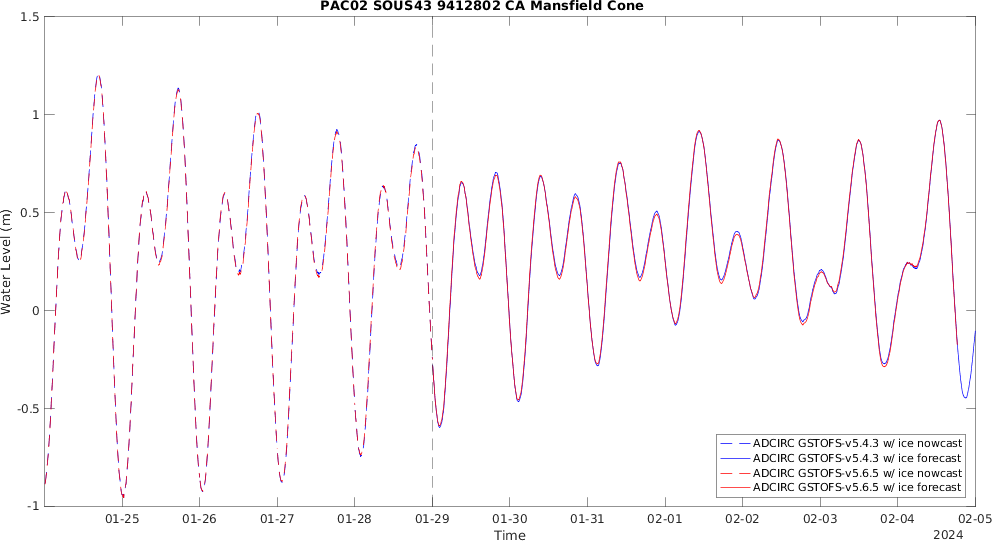 PAC02 SOUS43 9412802 CA Mansfield Cone
1.5
1
0.5
0
-0.5
-1
Water Level (m)
01-25 01-26 01-27 01-28 01-29 01-30 01-31 02-01 02-02 02-03 02-04 02-05
Time
2024
ADCIRC GSTOFS-v5.4.3 w/ ice nowcast
ADCIRC GSTOFS-v5.4.3 w/ ice forecast
ADCIRC GSTOFS-v5.6.5 w/ ice nowcast
ADCIRC GSTOFS-v5.6.5 w/ ice forecast